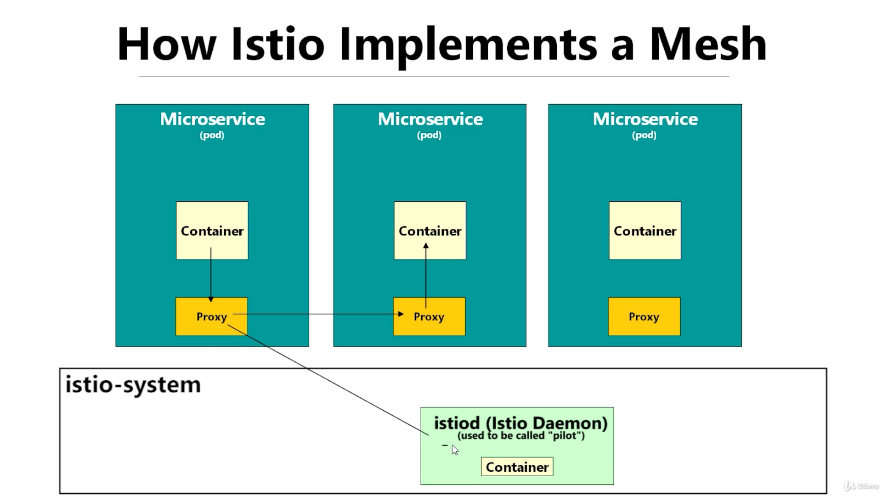 How Istio Implements a Mesh
Microservice
(pod)
Container
Proxy
Microservice
(pod)
Container
Proxy
Microservice
(pod)
Container
Proxy
istio-system
istiod (Istio Daemon)
(used to be called "pilot")
Container
Udemy